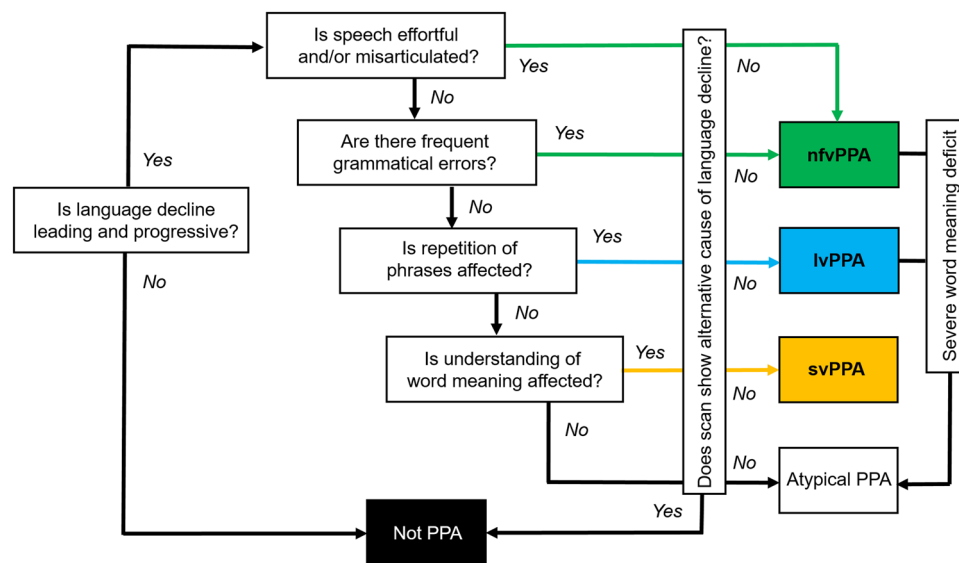 Is speech effortful
and/or misarticulated?
Yes
No
Does scan show alternative cause of language decline?
No
Are there frequent
grammatical errors?
Yes
No
No
nfvPPA
Severe word meaning deficit
Yes
Is language decline
leading and progressive?
No
Is repetition of
phrases affected?
Yes
No
No
lvPPA
Is understanding of
word meaning affected?
Yes
No
No
svPPA
No
Atypical PPA
Yes
Not PPA